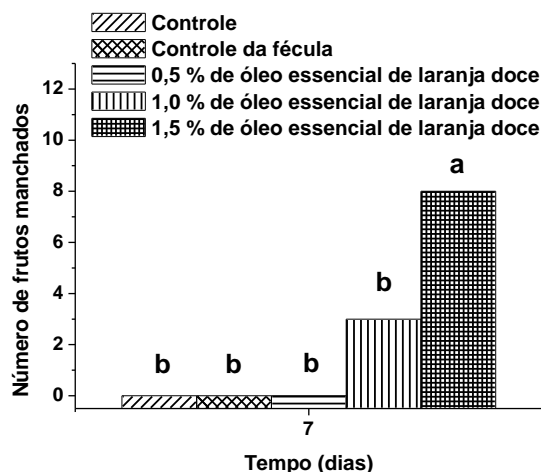 Controle
Controle da fécula
0,5 % de óleo essencial de laranja doce
1,0 % de óleo essencial de laranja doce
1,5 % de óleo essencial de laranja doce
Número de frutos manchados
12
10
8
6
4
2
0
b b b b a
7
Tempo (dias)